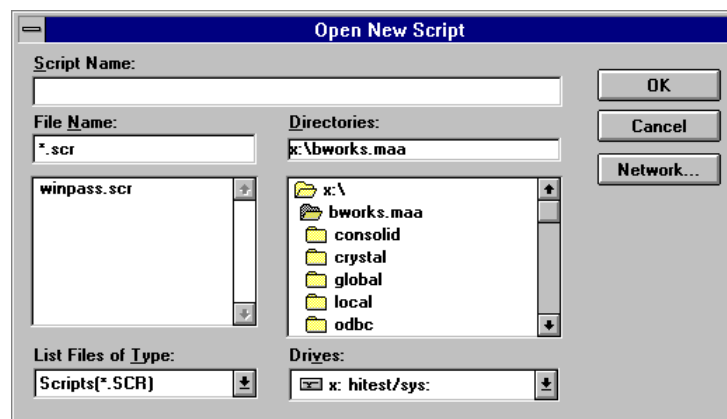 Open New Script
Script Name:
OK
File Name:
Directories:
Cancel
*.scr
x:\bworks.maa
Network...
winpass.scr
x:\
bworks.maa
consolid
crystal
global
local
odbc
List Files of Type:
Drives:
Scripts(*.SCR)
x: hitest/sys: